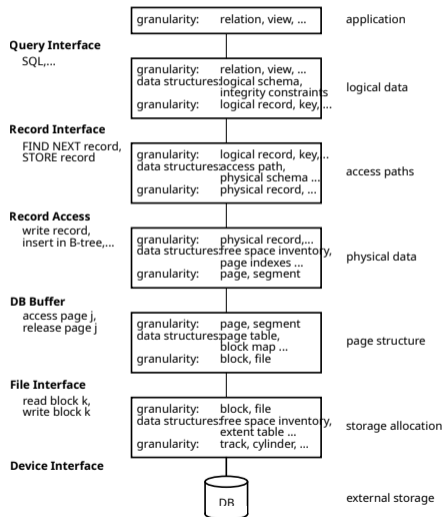 granularity: relation, view, ... application
Query Interface
SQL,...
granularity: relation, view, ...
data structures:logical schema, logical data
integrity constraints
granularity: logical record, key,...
Record Interface
FIND NEXT record,
STORE record
granularity: logical record, key,...
data structures:access path, access paths
physical schema ...
granularity: physical record, ...
Record Access
write record,
insert in B-tree,...
granularity: physical record,...
data structures:free space inventory, physical data
page indexes ...
granularity: page, segment
DB Buffer
access page j,
release page j
granularity: page, segment
data structures:page table, page structure
block map ...
granularity: block, file
File Interface
read block k,
write block k
granularity: block, file
data structures:free space inventory, storage allocation
extent table ...
granularity: track, cylinder, ...
Device Interface
DB external storage